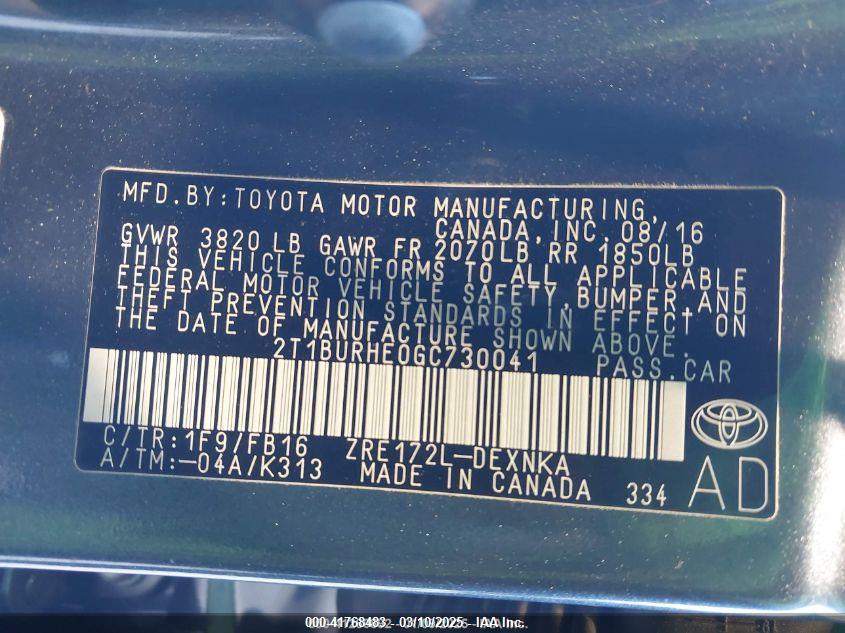 MFD.BY:TOYOTA MOTOR MANUFACTURING,
CANADA, INC. 08/16
GVWR 3820 LB GAWR FR 2070LB RR 1850LB
THIS VEHICLE CONFORMS TO ALL APPLICABLE
FEDERAL MOTOR VEHICLE SAFETY, BUMPER, AND
THEFT PREVENTION STANDARDS IN EFFECT ON
THE DATE OF MANUFACTURE SHOWN ABOVE.
2T1BURHE0GC730041 PASS.CAR
C/TR:1F9/FB16 ZRE172L-DEXNKA
A/TM:-04A/K313 MADE IN CANADA 334 AD
000-41768483 03/10/2025 IAA Inc.